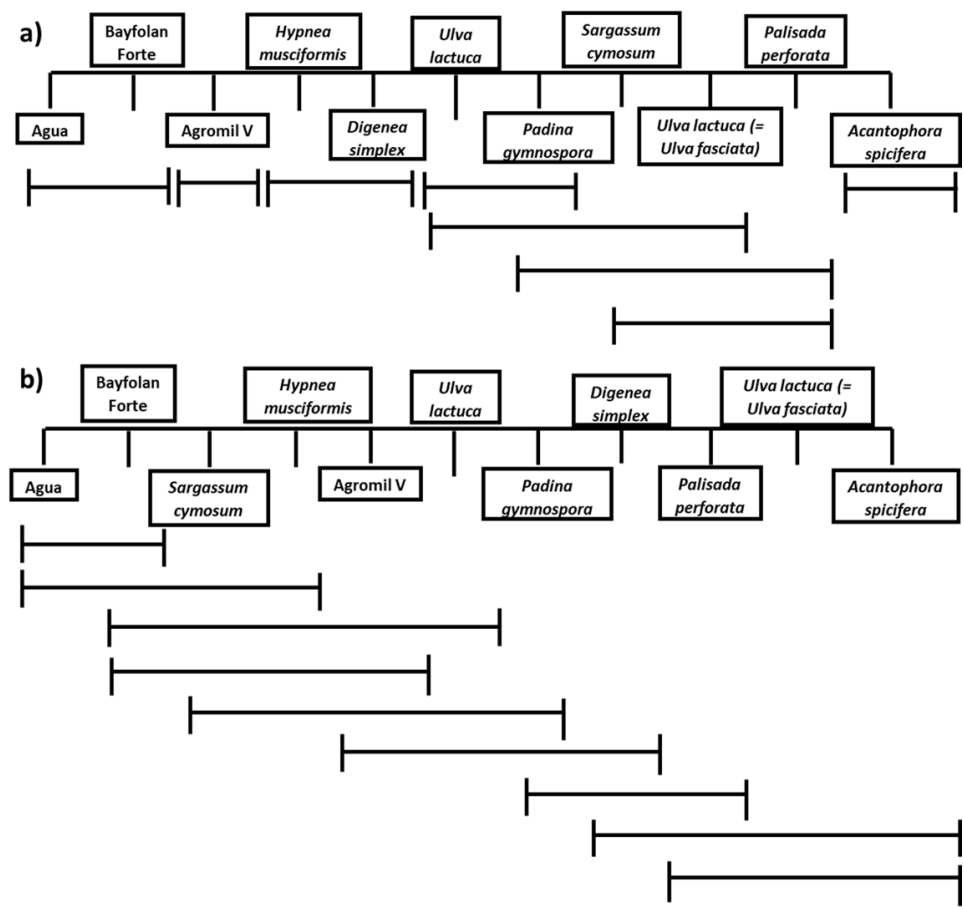 a)
Bayfolan
Forte
Hypnea
musciformis
Ulva
lactuca
Sargassum
cymosum
Palisada
perforata
Agua
Agromil V
Digenea
simplex
Padina
gymnospora
Ulva lactuca (=
Ulva fasciata)
Acantophora
spicifera
b)
Bayfolan
Forte
Hypnea
musciformis
Ulva
lactuca
Digenea
simplex
Ulva lactuca (=
Ulva fasciata)
Agua
Sargassum
cymosum
Agromil V
Padina
gymnospora
Palisada
perforata
Acantophora
spicifera